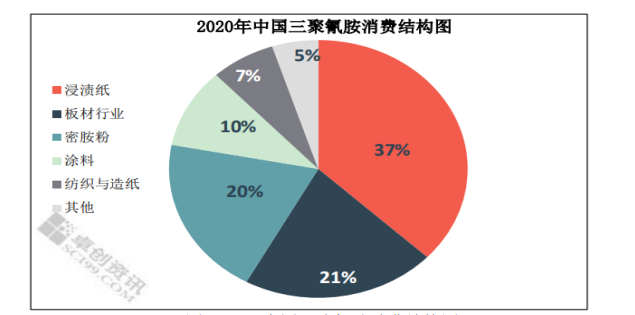 2020年中国三聚氰胺消费结构图
5%
7%
浸渍纸
板材行业
密胺粉
涂料
纺织与造纸
其他
10%
37%
20%
21%
卓创资讯
SCI99.COM